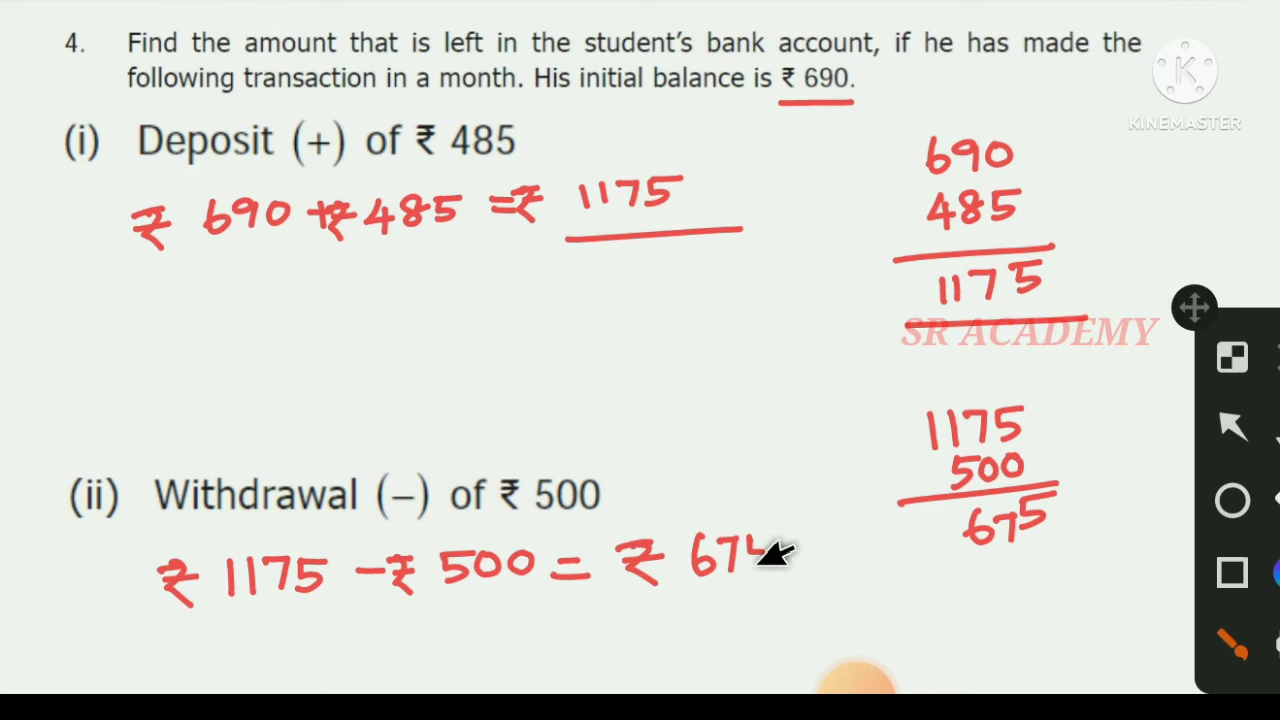 4. Find the amount that is left in the student's bank account, if he has made the
following transaction in a month. His initial balance is ₹ 690.
KINEMASTER
(i) Deposit (+) of ₹ 485
₹ 690 + ₹ 485 = ₹ 1175
690
485
1175
SR ACADEMY
1175
500
675
(ii) Withdrawal (−) of ₹ 500
₹ 1175 − ₹ 500 = ₹ 67